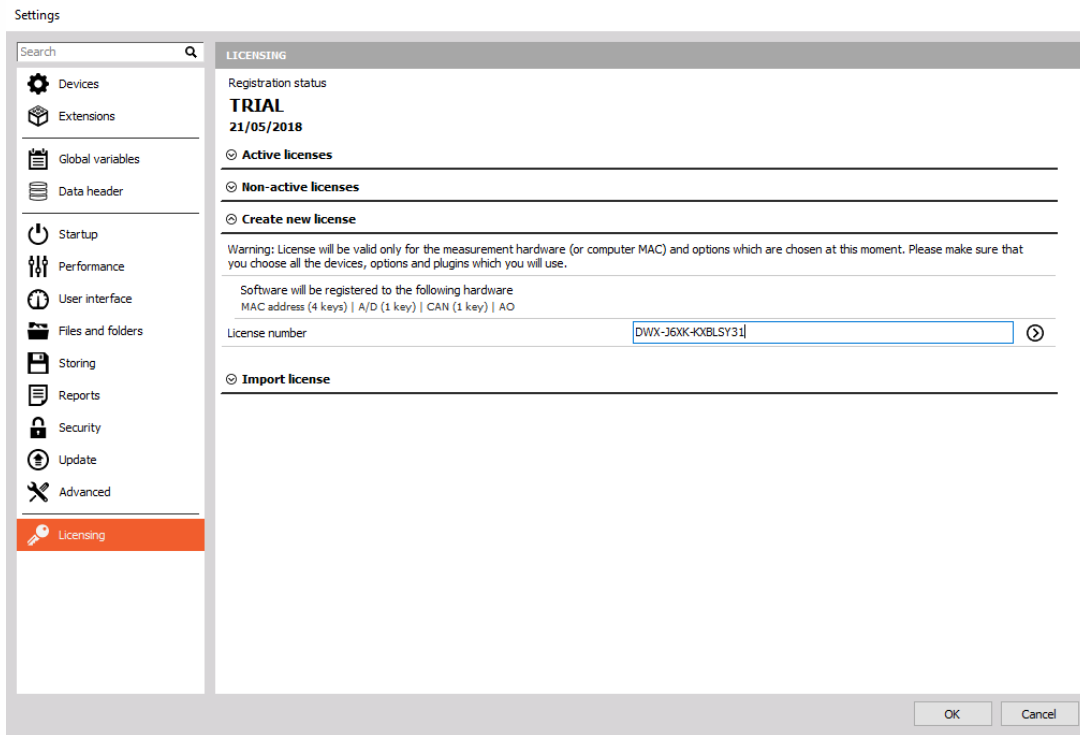 Settings
Search
Devices
Extensions
Global variables
Data header
Startup
Performance
User interface
Files and folders
Storing
Reports
Security
Update
Advanced
Licensing
LICENSING
Registration status
TRIAL
21/05/2018
Active licenses
Non-active licenses
Create new license
Warning: License will be valid only for the measurement hardware (or computer MAC) and options which are chosen at this moment. Please make sure that
you choose all the devices, options and plugins which you will use.
Software will be registered to the following hardware
MAC address (4 keys) | A/D (1 key) | CAN (1 key) | AO
License number
DWX-J6XK-KXBLSY31
Import license
OK
Cancel